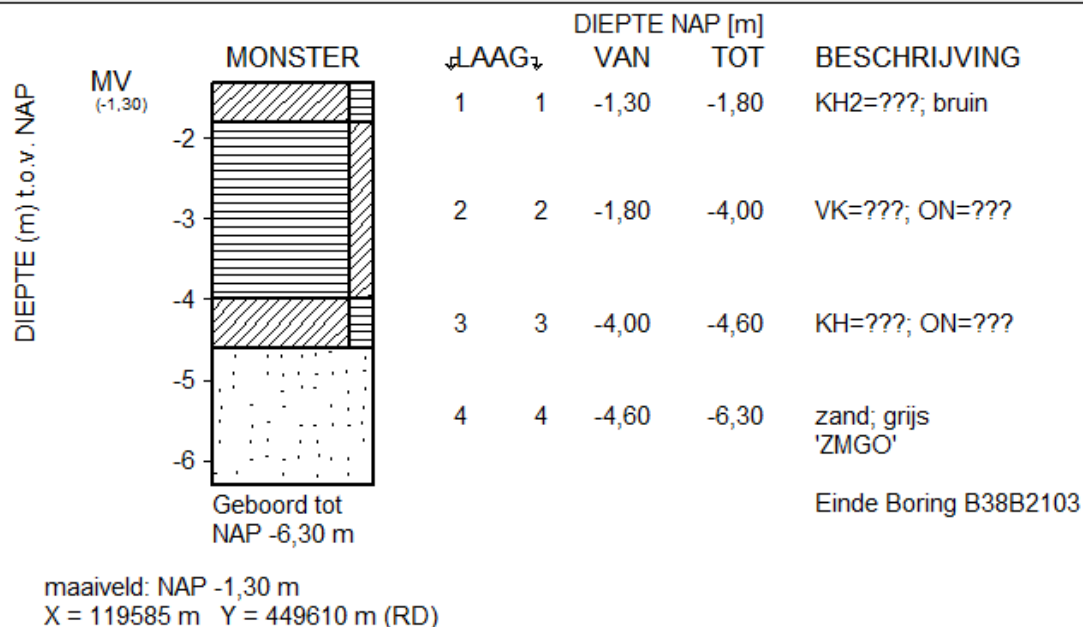 DIEPTE NAP [m]
MONSTER LAAG VAN TOT BESCHRIJVING
MV
(-1,30)
DIEPTE (m) t.o.v. NAP
1 1 -1,30 -1,80 KH2=???; bruin
-2
2 2 -1,80 -4,00 VK=???; ON=???
-3
-4
3 3 -4,00 -4,60 KH=???; ON=???
-5
4 4 -4,60 -6,30 zand; grijs
'ZMGO'
-6
Geboord tot
NAP -6,30 m
Einde Boring B38B2103
maaiveld: NAP -1,30 m
X = 119585 m Y = 449610 m (RD)